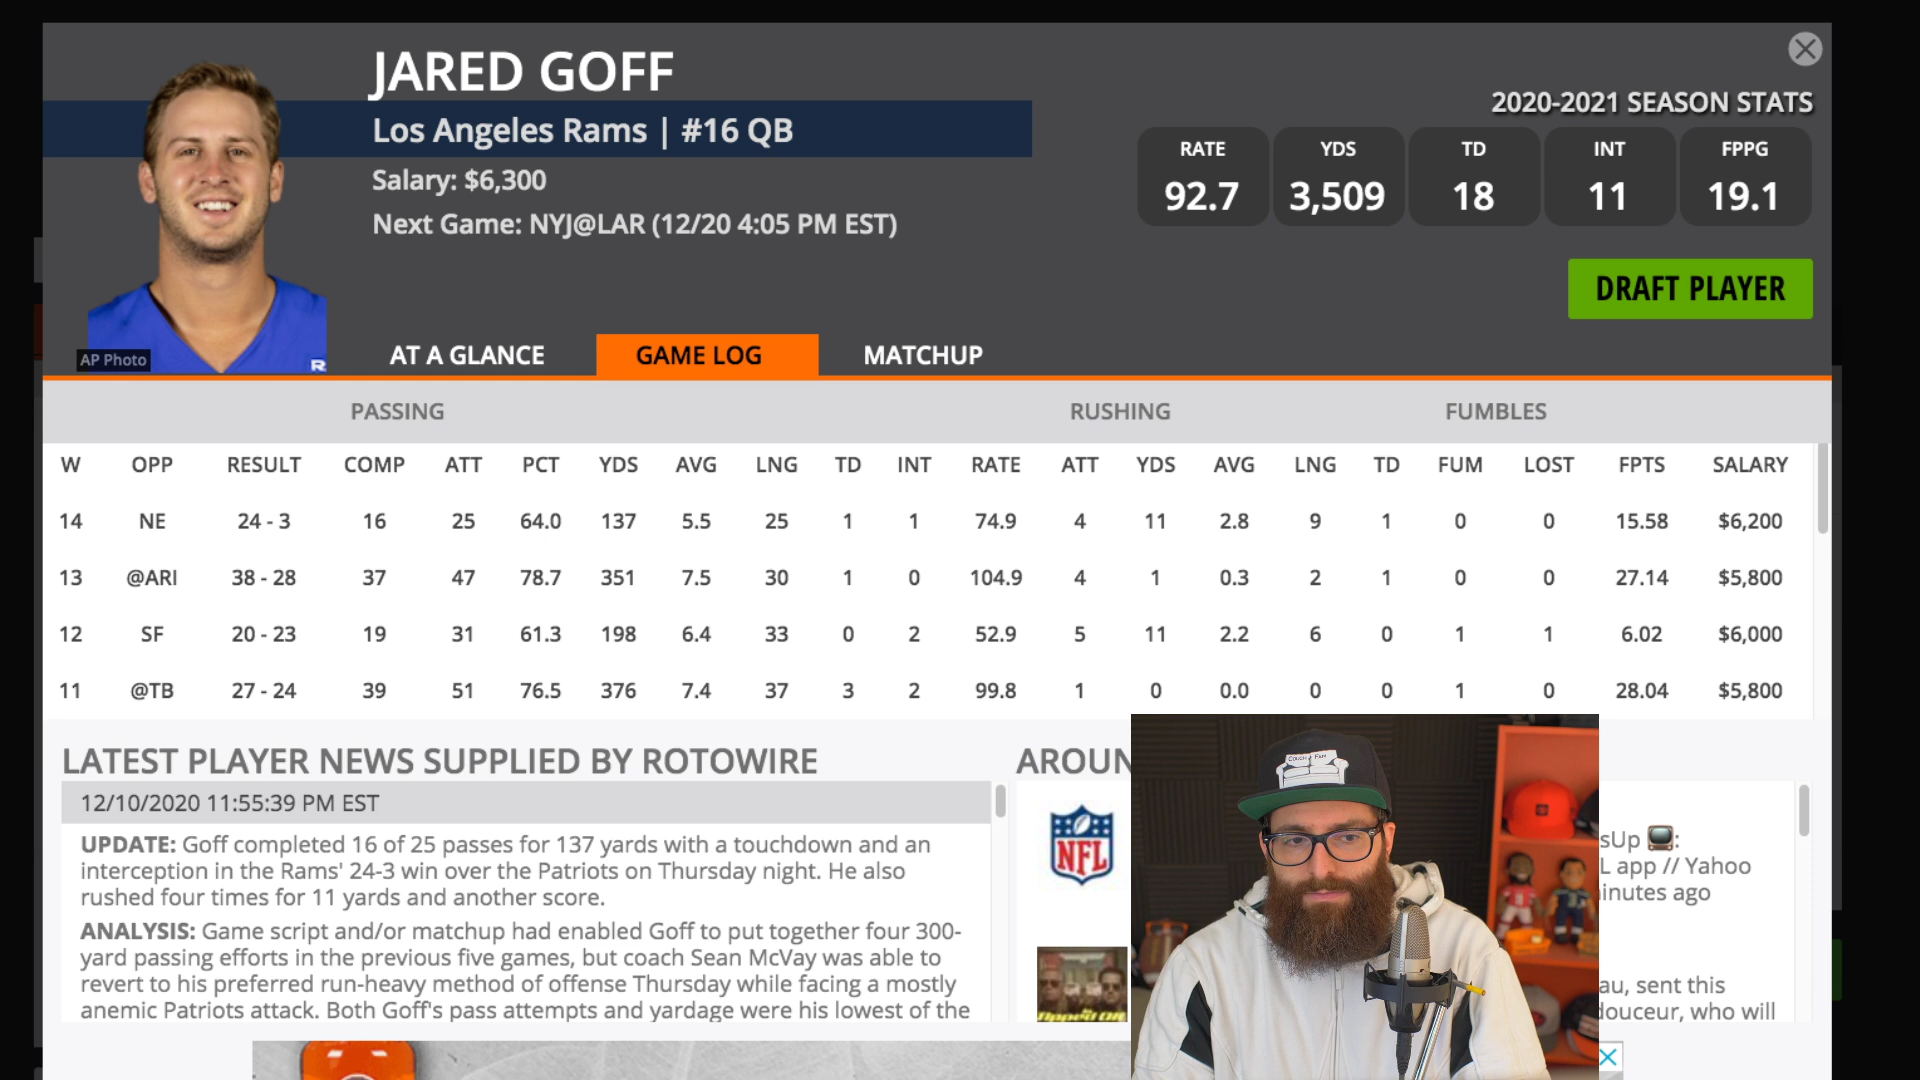 JARED GOFF
Los Angeles Rams | #16 QB
Salary: $6,300
Next Game: NYJ@LAR (12/20 4:05 PM EST)
AP Photo
2020-2021 SEASON STATS
RATE YDS TD INT FPPG
92.7 3,509 18 11 19.1
DRAFT PLAYER
AT A GLANCE GAME LOG MATCHUP
PASSING RUSHING FUMBLES
W OPP RESULT COMP ATT PCT YDS AVG LNG TD INT RATE ATT YDS AVG LNG TD FUM LOST FPTS SALARY
14 NE 24 - 3 16 25 64.0 137 5.5 25 1 1 74.9 4 11 2.8 9 1 0 0 15.58 $6,200
13 @ARI 38 - 28 37 47 78.7 351 7.5 30 1 0 104.9 4 1 0.3 2 1 0 0 27.14 $5,800
12 SF 20 - 23 19 31 61.3 198 6.4 33 0 2 52.9 5 11 2.2 6 0 1 1 6.02 $6,000
11 @TB 27 - 24 39 51 76.5 376 7.4 37 3 2 99.8 1 0 0.0 0 0 1 0 28.04 $5,800
LATEST PLAYER NEWS SUPPLIED BY ROTOWIRE
12/10/2020 11:55:39 PM EST
UPDATE: Goff completed 16 of 25 passes for 137 yards with a touchdown and an
interception in the Rams' 24-3 win over the Patriots on Thursday night. He also
rushed four times for 11 yards and another score.
ANALYSIS: Game script and/or matchup had enabled Goff to put together four 300-
yard passing efforts in the previous five games, but coach Sean McVay was able to
revert to his preferred run-heavy method of offense Thursday while facing a mostly
anemic Patriots attack. Both Goff's pass attempts and yardage were his lowest of the
AROUN
NFL
sUp :
L app // Yahoo
inutes ago
au, sent this
douceur, who will